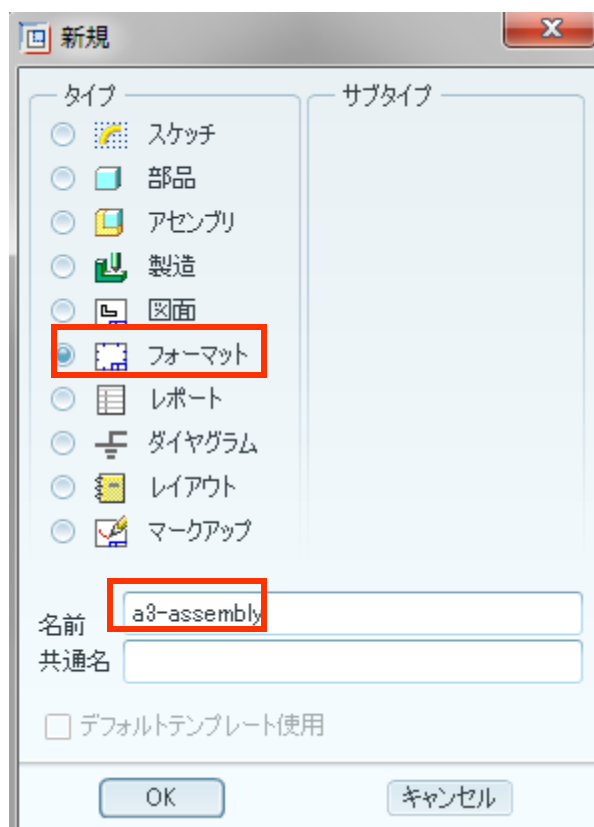 新規
タイプ
サブタイプ
スケッチ
部品
アセンブリ
製造
図面
フォーマット
レポート
ダイヤグラム
レイアウト
マークアップ
名前 a3-assembly
共通名
デフォルトテンプレート使用
OK キャンセル